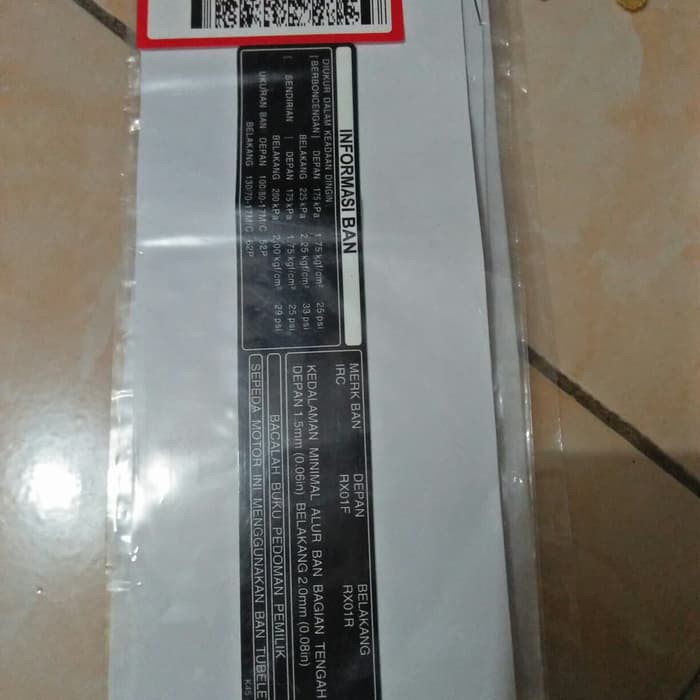 INFORMASI BAN
DIUKUR DALAM KEADAAN DINGIN
[ BERBONCENGAN ] DEPAN 175 kPa 1.75 kgf/cm² 25 psi
BELAKANG 225 kPa 2.25 kgf/cm² 33 psi
[ SENDIRIAN ] DEPAN 175 kPa 1.75 kgf/cm² 25 psi
BELAKANG 200 kPa 2.00 kgf/cm² 29 psi
UKURAN BAN DEPAN 100/80-17M/C 52P
BELAKANG 130/70-17M/C 62P
MERK BAN DEPAN BELAKANG
IRC RX01F RX01R
KEDALAMAN MINIMAL ALUR BAN BAGIAN TENGAH
DEPAN 1.5mm (0.06in) BELAKANG 2.0mm (0.08in)
BACALAH BUKU PEDOMAN PEMILIK
SEPEDA MOTOR INI MENGGUNAKAN BAN TUBELE
K45